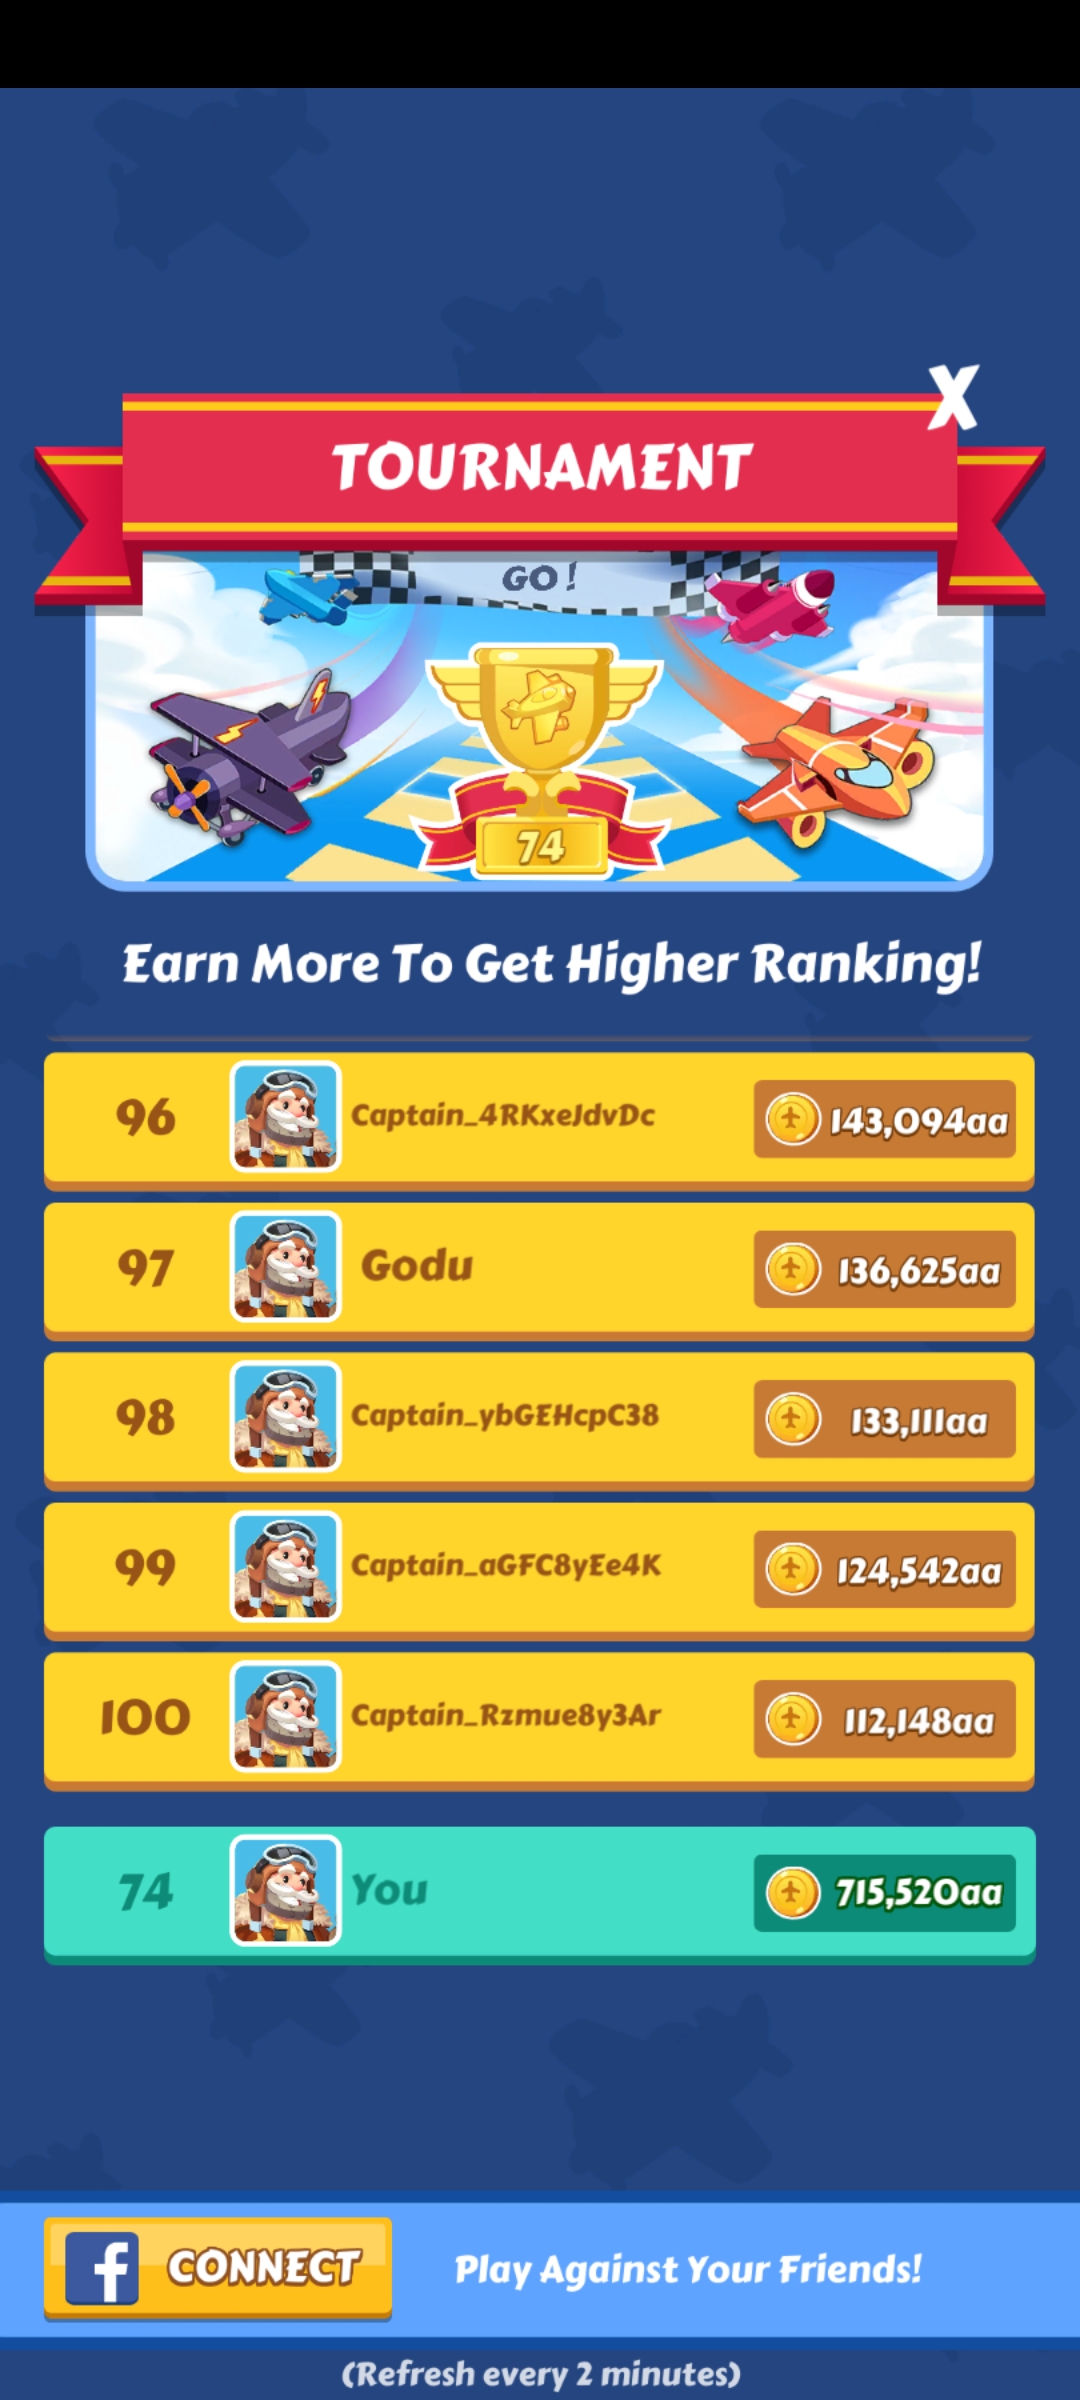 X
TOURNAMENT
GO!
74
Earn More To Get Higher Ranking!
96 Captain_4RKxeJdvDc 143,094aa
97 Godu 136,625aa
98 Captain_ybGEHcpC38 133,111aa
99 Captain_aGFC8yEe4K 124,542aa
100 Captain_Rzmue8y3Ar 112,148aa
74 You 715,520aa
f CONNECT Play Against Your Friends!
(Refresh every 2 minutes)